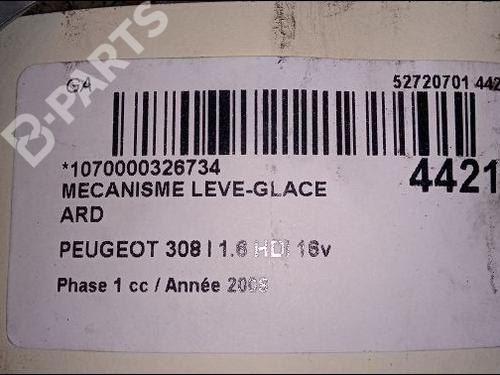 B-PARTS
GA
52720701 442
*1070000326734
4421
MECANISME LEVE-GLACE
ARD
PEUGEOT 308 I 1.6 HDi 16v
Phase 1 cc / Année 2008